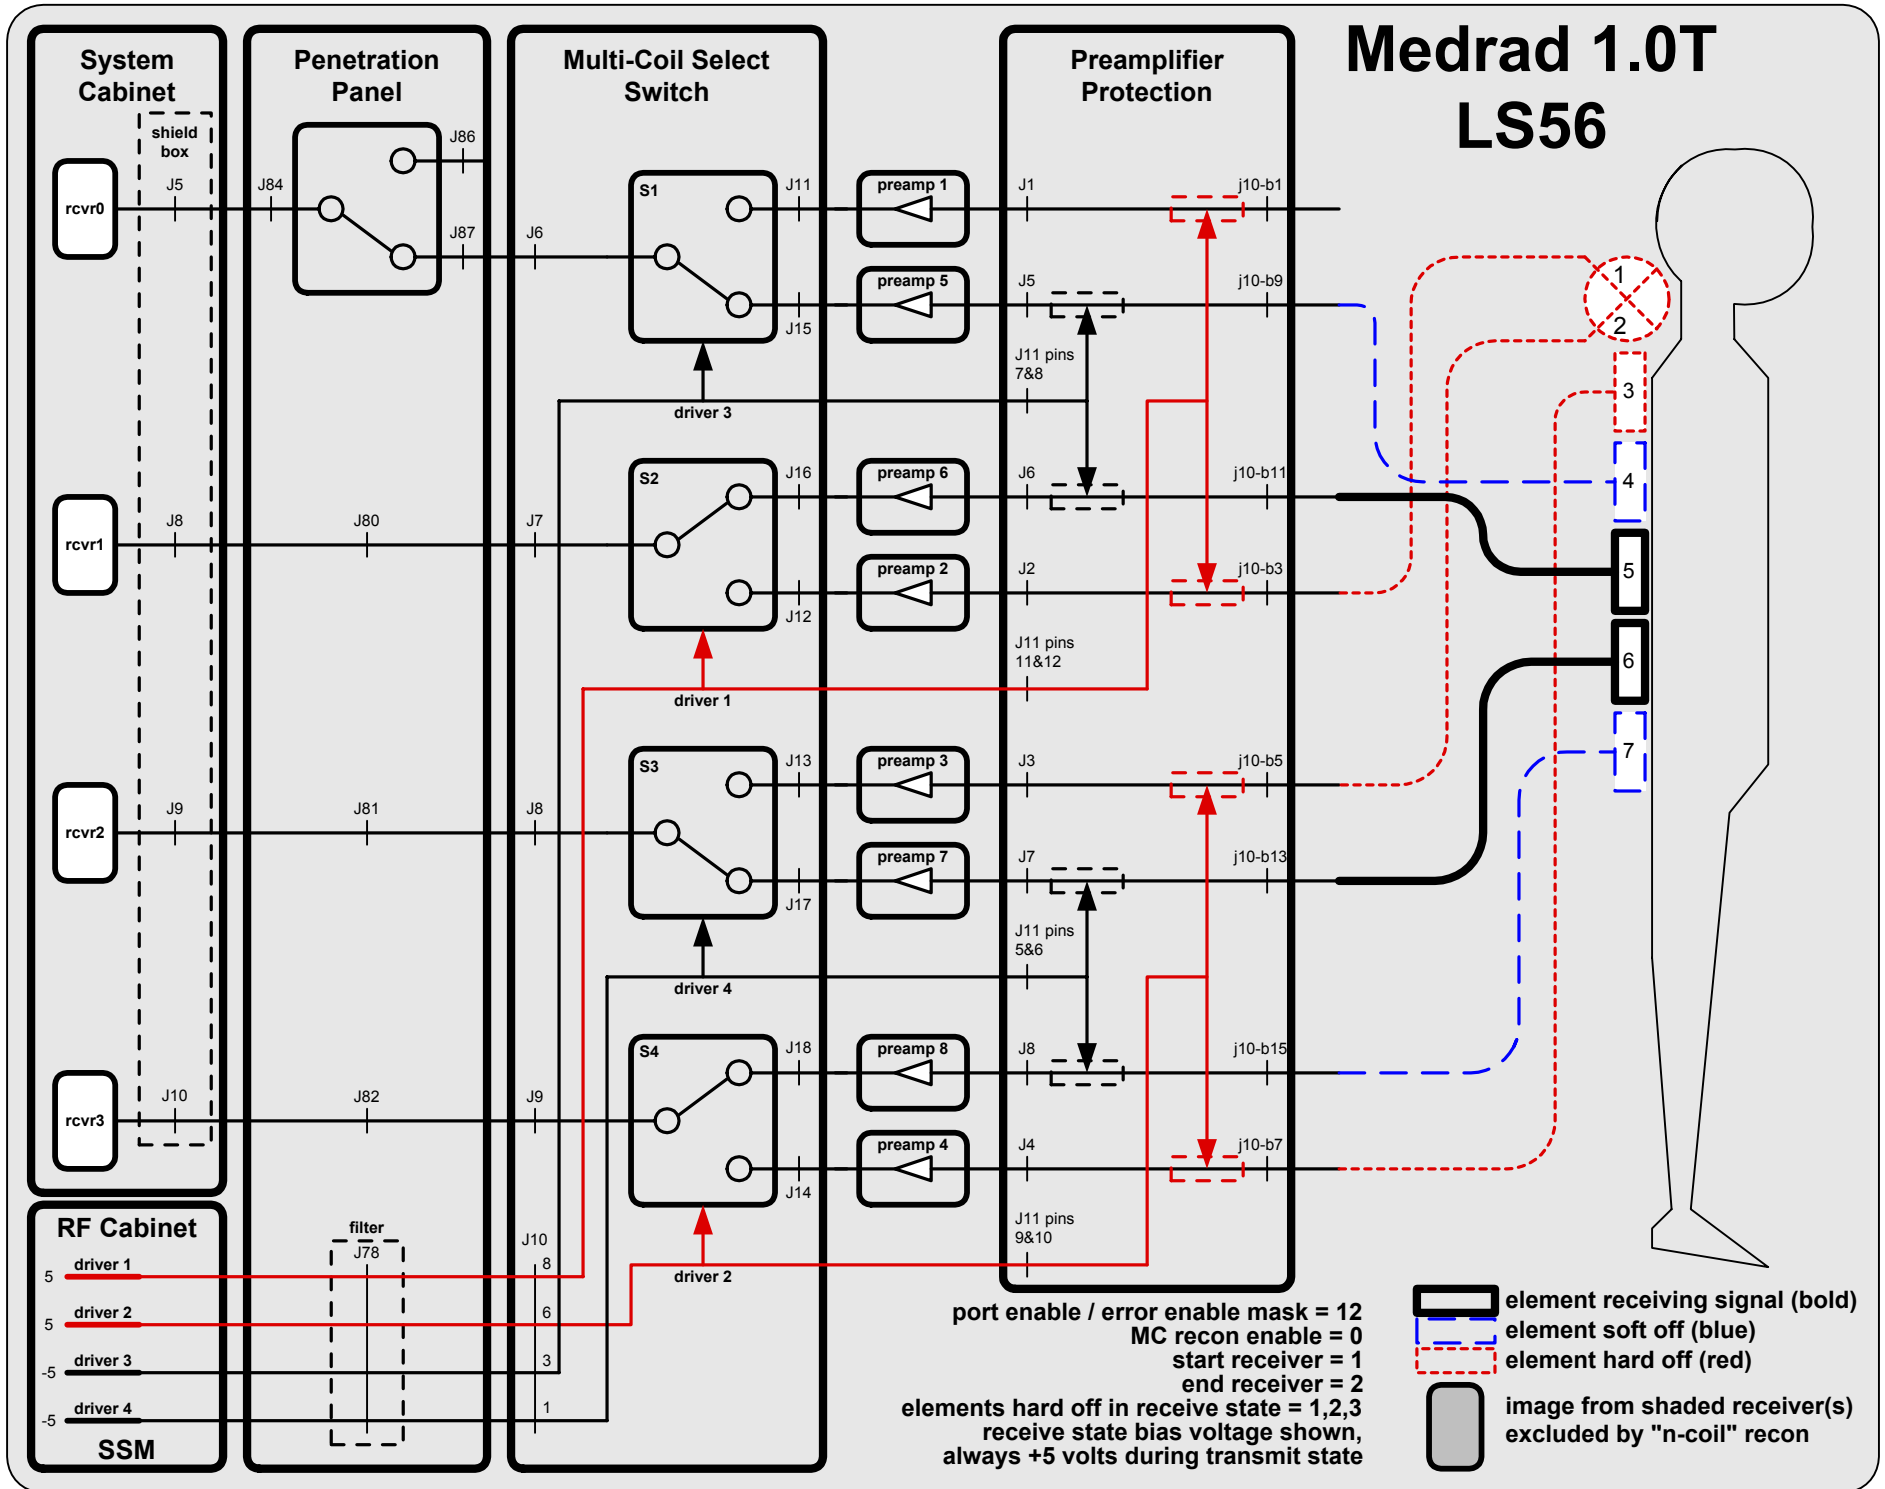 Medrad 1.0T
LS56
System
Cabinet
shield
box
rcvr0
J5
rcvr1
J8
rcvr2
J9
rcvr3
J10
Penetration
Panel
J84
J86
J87
J80
J81
J82
Multi-Coil Select
Switch
J6
S1
J11
J15
driver 3
J7
S2
J16
J12
driver 1
J8
S3
J13
J17
driver 4
J9
S4
J18
J14
driver 2
preamp 1
preamp 5
preamp 6
preamp 2
preamp 3
preamp 7
preamp 8
preamp 4
Preamplifier
Protection
J1
j10-b1
J5
j10-b9
J11 pins
7&8
J6
j10-b11
J2
j10-b3
J11 pins
11&12
J3
j10-b5
J7
j10-b13
J11 pins
5&6
J8
j10-b15
J4
j10-b7
J11 pins
9&10
1
2
3
4
5
6
7
RF Cabinet
5 driver 1
5 driver 2
-5 driver 3
-5 driver 4
SSM
filter
J78
J10
8
6
3
1
port enable / error enable mask = 12
MC recon enable = 0
start receiver = 1
end receiver = 2
elements hard off in receive state = 1,2,3
receive state bias voltage shown,
always +5 volts during transmit state
element receiving signal (bold)
element soft off (blue)
element hard off (red)
image from shaded receiver(s)
excluded by "n-coil" recon